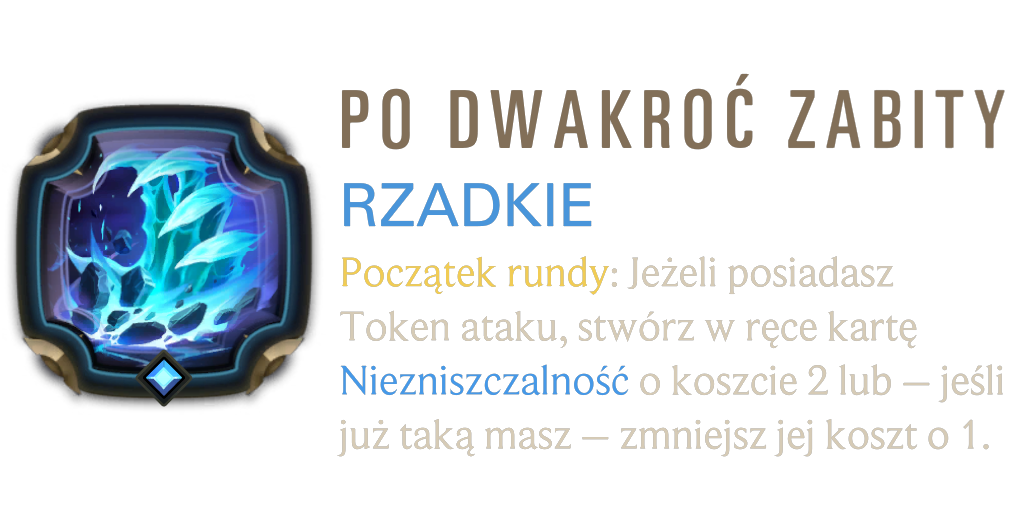 PO DWAKROĆ ZABITY
RZADKIE
Początek rundy: Jeżeli posiadasz
Token ataku, stwórz w ręce kartę
Niezniszczalność o koszcie 2 lub — jeśli
już taką masz — zmniejsz jej koszt o 1.